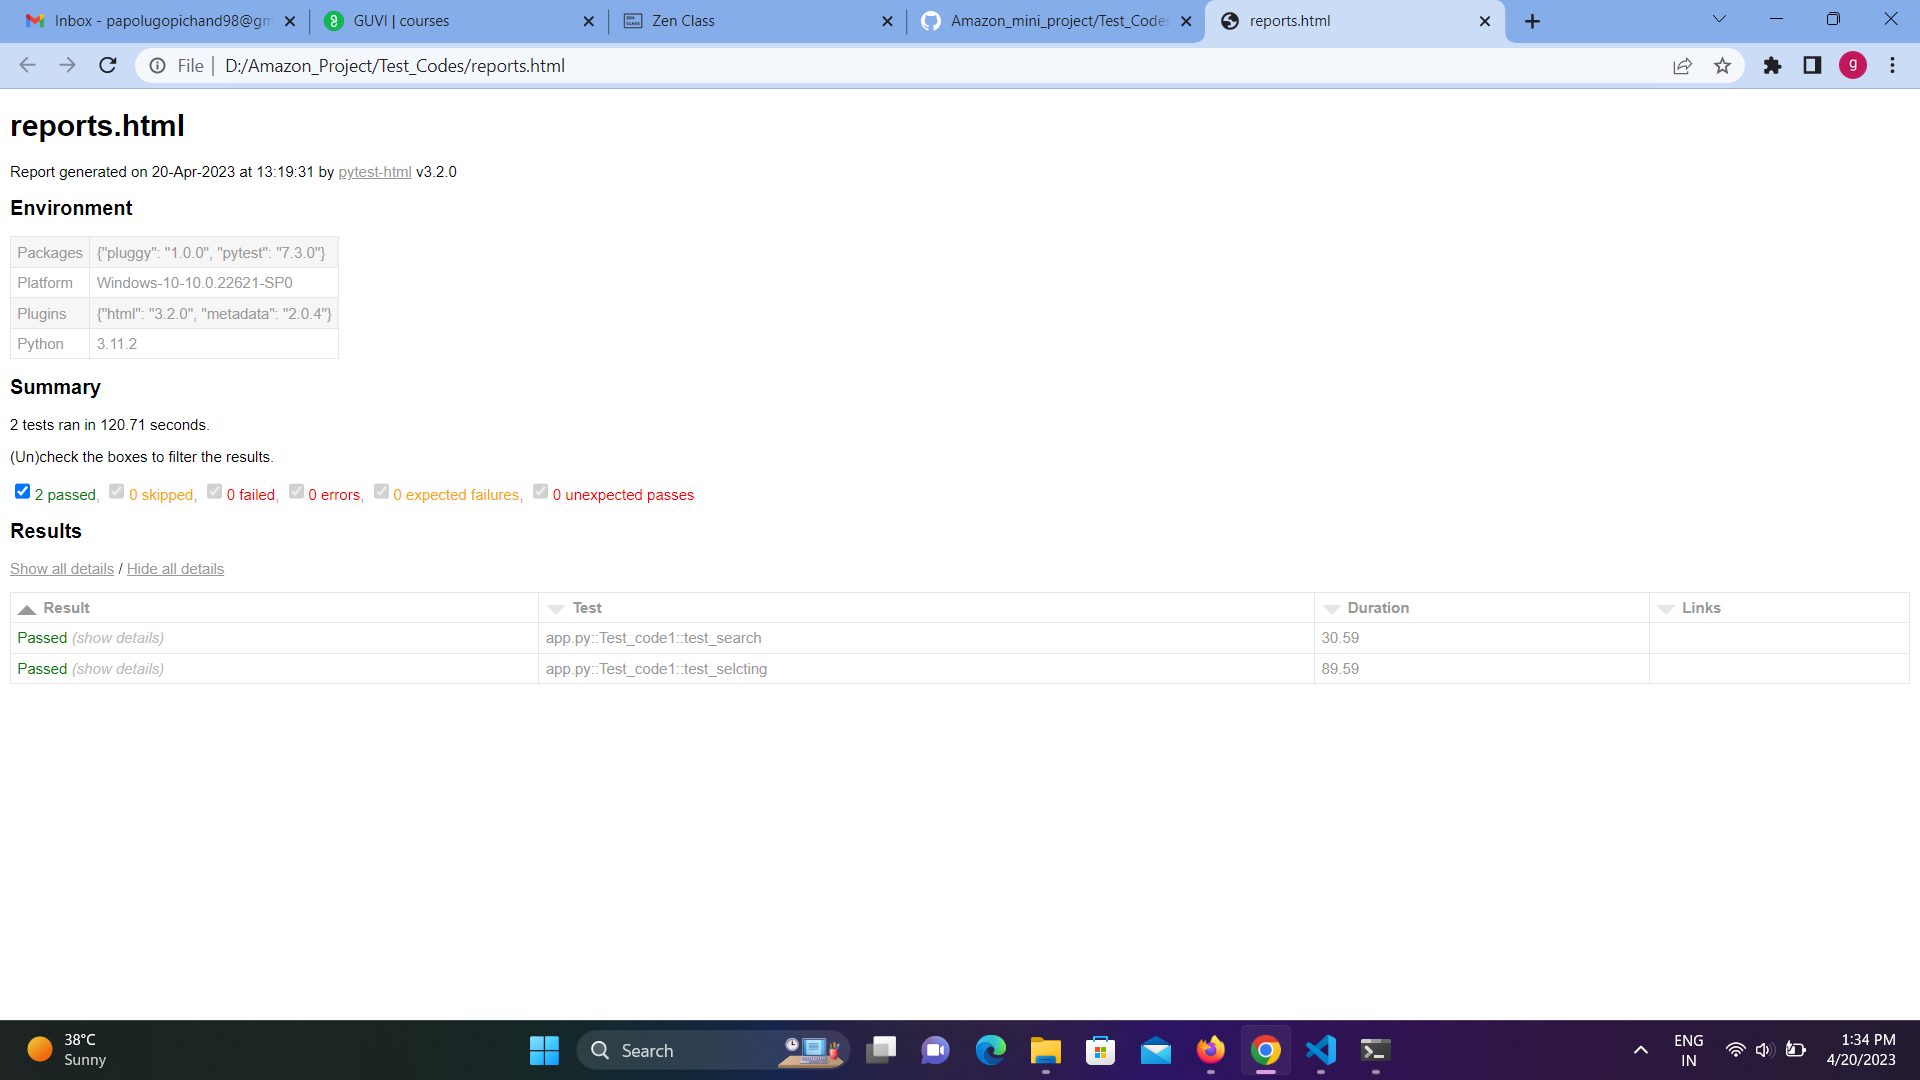 Inbox - papolugopichand98@gm
GUVI | courses
Zen Class
Amazon_mini_project/Test_Codes
reports.html
File | D:/Amazon_Project/Test_Codes/reports.html
g
reports.html
Report generated on 20-Apr-2023 at 13:19:31 by pytest-html v3.2.0
Environment
Packages {"pluggy": "1.0.0", "pytest": "7.3.0"}
Platform Windows-10-10.0.22621-SP0
Plugins {"html": "3.2.0", "metadata": "2.0.4"}
Python 3.11.2
Summary
2 tests ran in 120.71 seconds.
(Un)check the boxes to filter the results.
2 passed, 0 skipped, 0 failed, 0 errors, 0 expected failures, 0 unexpected passes
Results
Show all details / Hide all details
Result Test Duration Links
Passed (show details) app.py::Test_code1::test_search 30.59
Passed (show details) app.py::Test_code1::test_selcting 89.59
38°C
Sunny
Search
ENG
IN
1:34 PM
4/20/2023